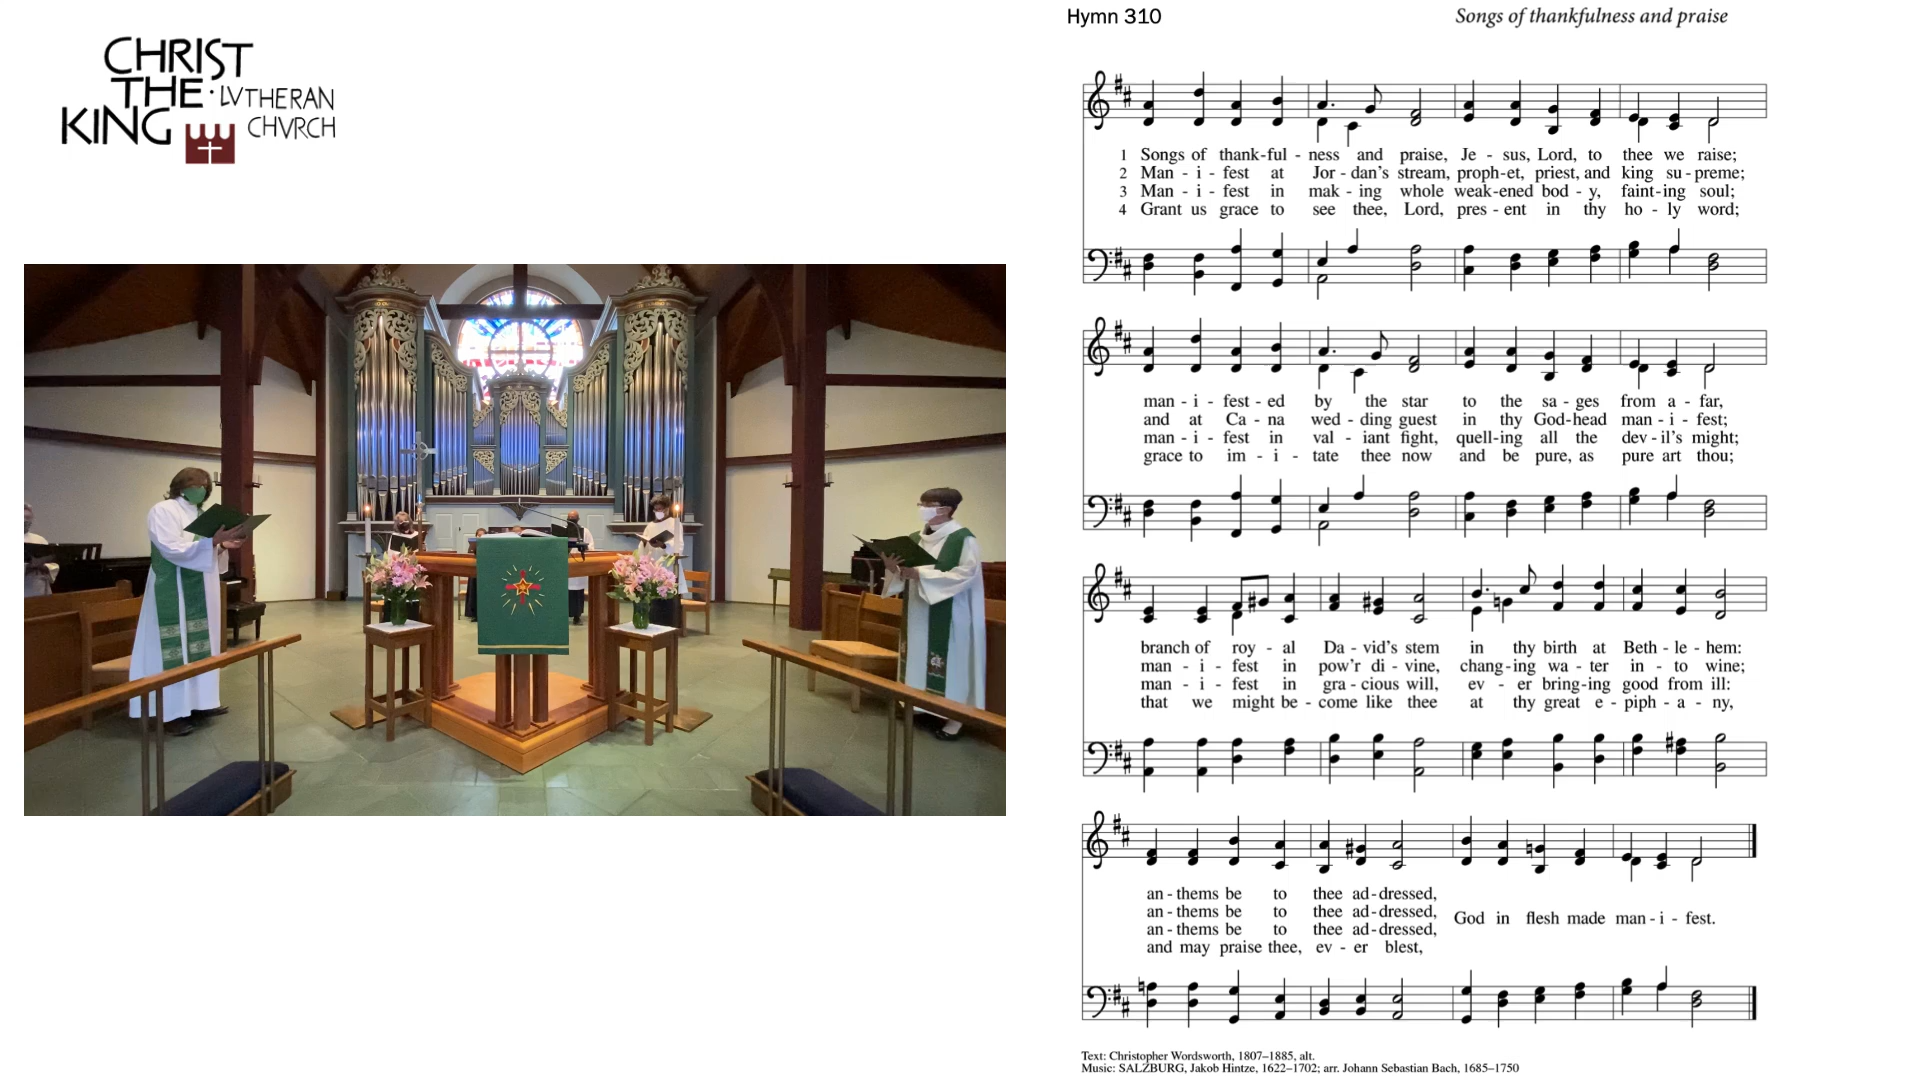 CHRIST
THE · LVTHERAN
KING CHVRCH
Hymn 310
Songs of thankfulness and praise
1 Songs of thank-ful - ness and praise, Je - sus, Lord, to thee we raise;
2 Man - i - fest at Jor - dan's stream, proph-et, priest, and king su - preme;
3 Man - i - fest in mak - ing whole weak-ened bod - y, faint-ing soul;
4 Grant us grace to see thee, Lord, pres - ent in thy ho - ly word;
man - i - fest - ed by the star to the sa - ges from a - far,
and at Ca - na wed - ding guest in thy God-head man - i - fest;
man - i - fest in val - iant fight, quell-ing all the dev - il's might;
grace to im - i - tate thee now and be pure, as pure art thou;
branch of roy - al Da - vid's stem in thy birth at Beth - le - hem:
man - i - fest in pow'r di - vine, chang-ing wa - ter in - to wine;
man - i - fest in gra - cious will, ev - er bring-ing good from ill:
that we might be - come like thee at thy great e - piph - a - ny,
an - thems be to thee ad - dressed,
an - thems be to thee ad - dressed, God in flesh made man - i - fest.
an - thems be to thee ad - dressed,
and may praise thee, ev - er blest,
Text: Christopher Wordsworth, 1807–1885, alt.
Music: SALZBURG, Jakob Hintze, 1622–1702; arr. Johann Sebastian Bach, 1685–1750